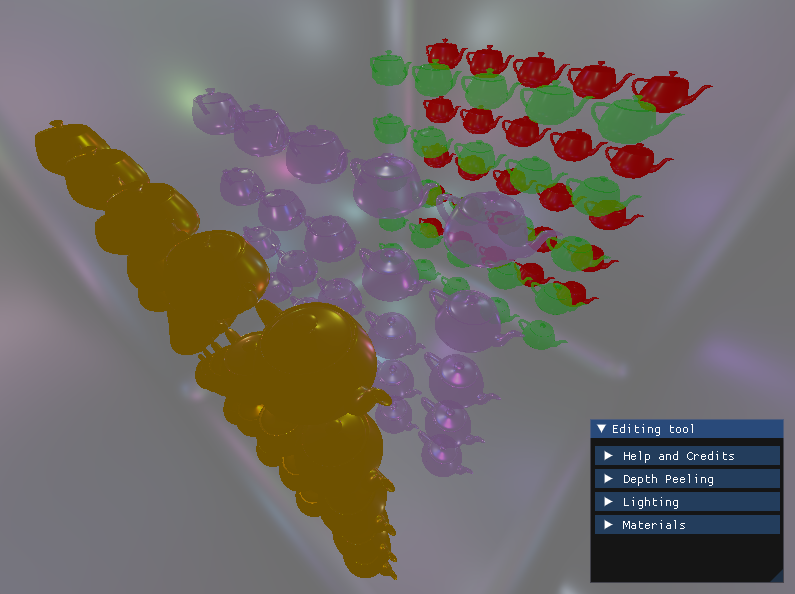 Editing tool
Help and Credits
Depth Peeling
Lighting
Materials